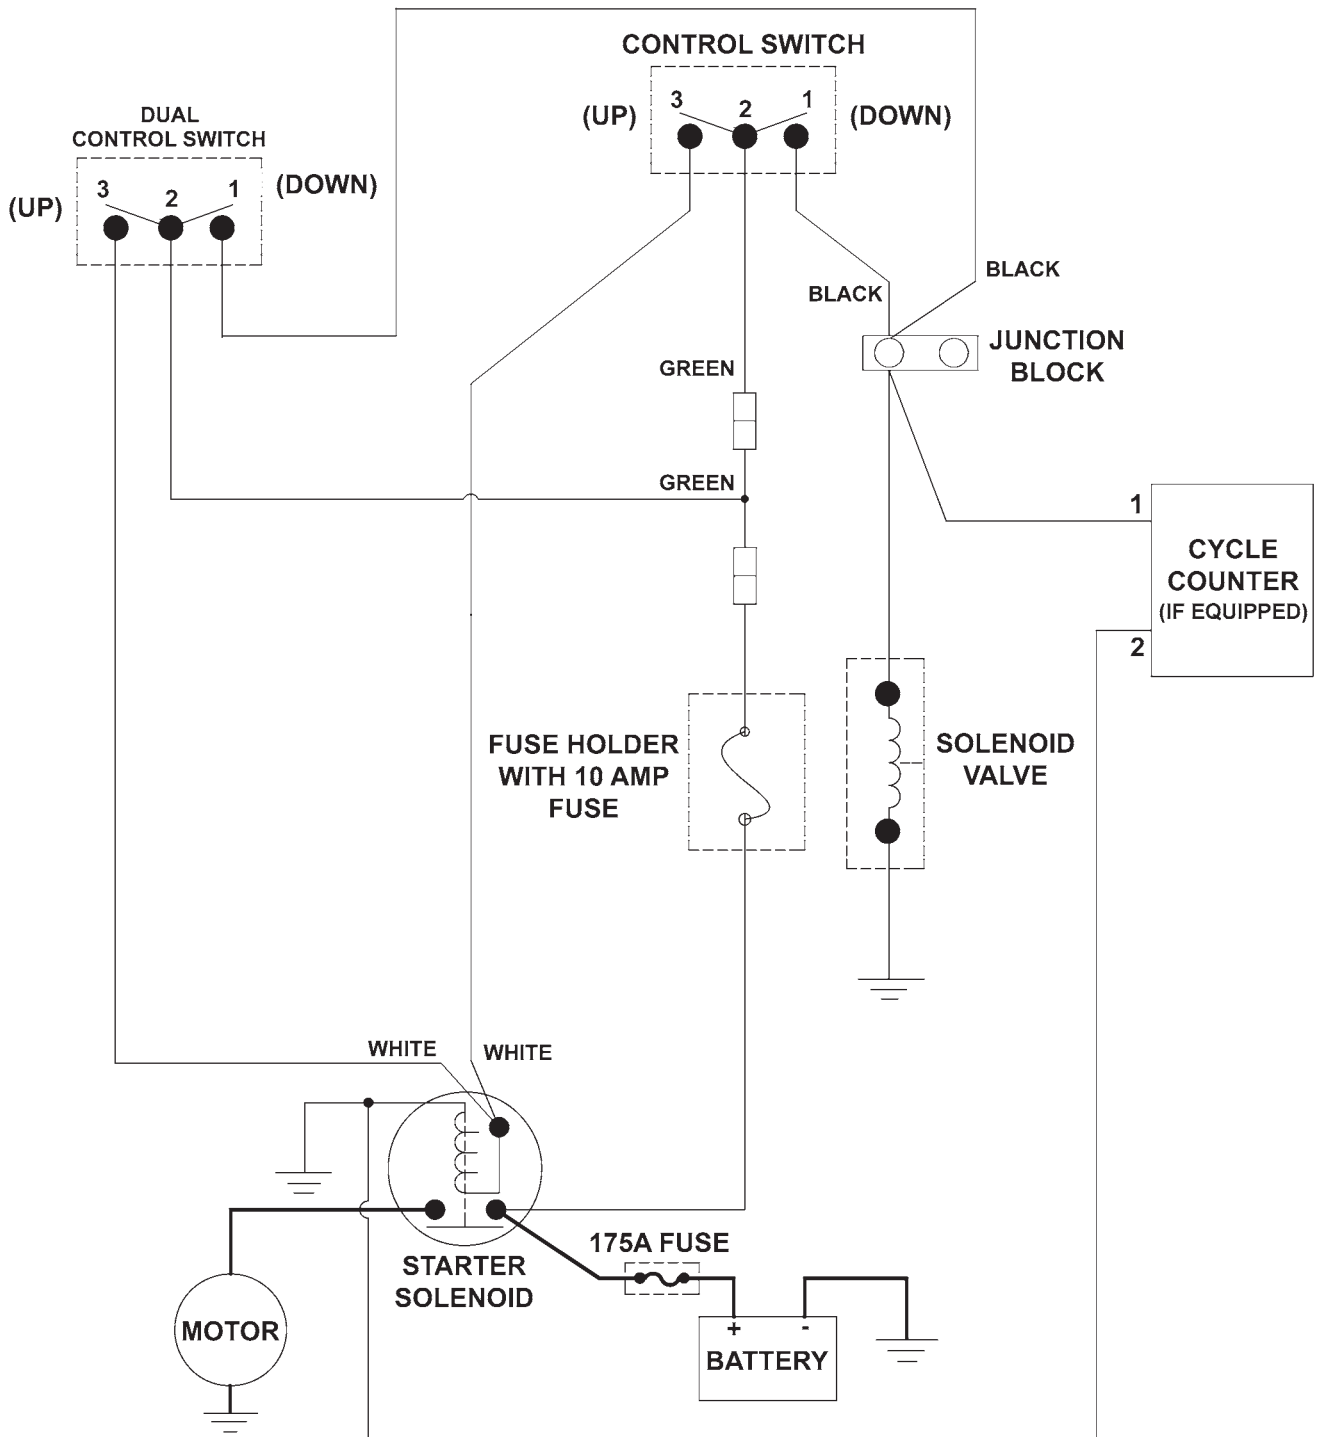 CONTROL SWITCH
3
2
1
(UP)
(DOWN)
DUAL
CONTROL SWITCH
3
2
1
(UP)
(DOWN)
BLACK
BLACK
JUNCTION
BLOCK
GREEN
GREEN
1
CYCLE
COUNTER
(IF EQUIPPED)
2
FUSE HOLDER
WITH 10 AMP
FUSE
SOLENOID
VALVE
WHITE
WHITE
STARTER
SOLENOID
175A FUSE
MOTOR
+
-
BATTERY